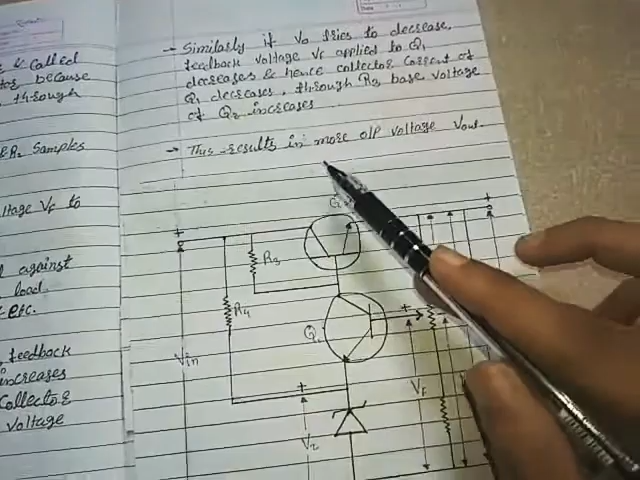 & Called
because
through
& R2 Samples
Vf to
against
load
etc.
feedback
increases
Collector
Voltage
→ Similarly if Vo tries to decrease,
feedback voltage Vf applied to Q1
decreases & hence collector current of
Q1 decreases, through R3 base voltage
of Q2 increases
→ This results in more O/P voltage Vout.
+ +
R3
R4
Q
+
Vin
+
Vf
Vz